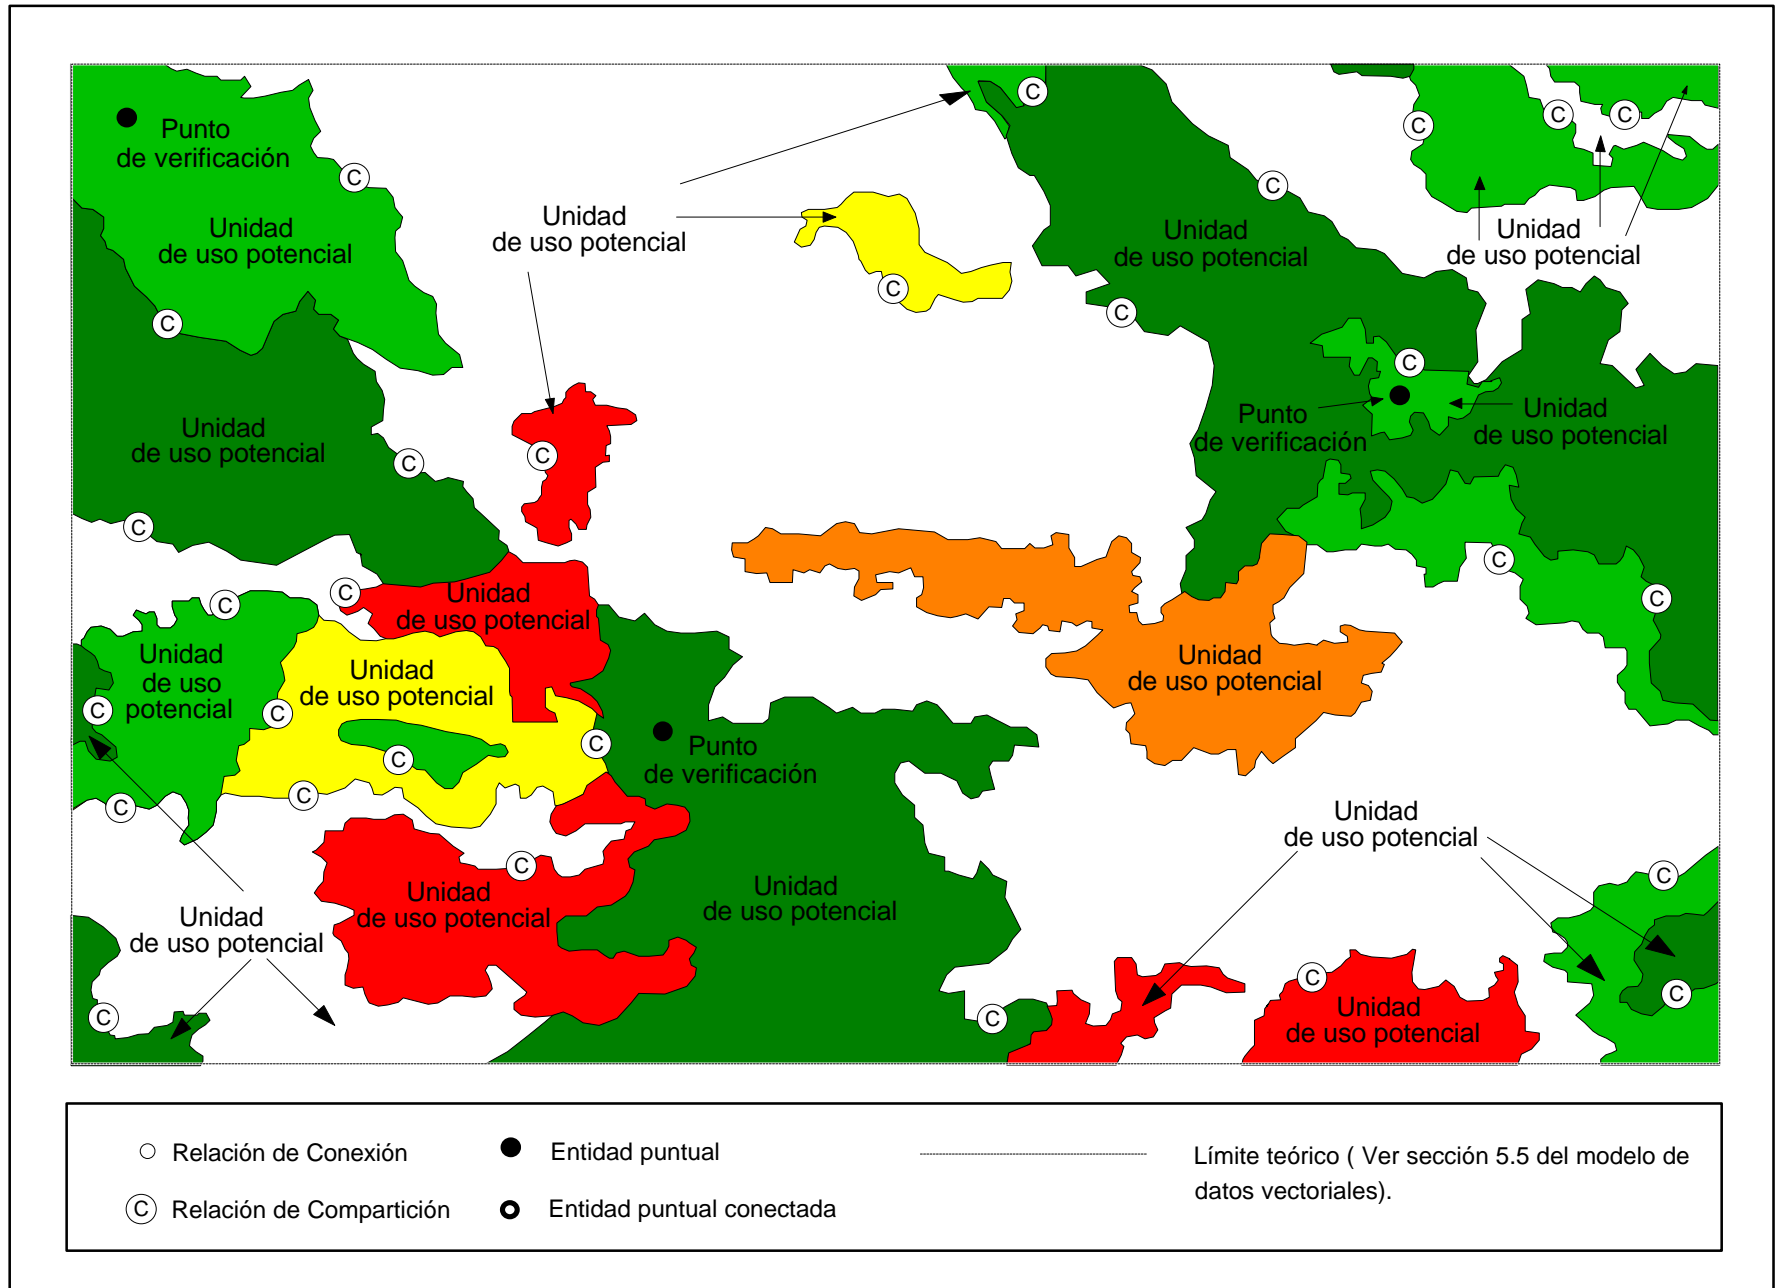 C
C
C
C
C
Punto
de verificación
C
C
Unidad
de uso potencial
Unidad
de uso potencial
Unidad
de uso potencial
Unidad
de uso potencial
C
C
C
C
Punto
de verificación
Unidad
de uso potencial
Unidad
de uso potencial
C
C
C
C
C
C
C
C
Unidad
de uso potencial
Unidad
de uso
potencial
Unidad
de uso potencial
Unidad
de uso potencial
C
C
C
Punto
de verificación
C
C
C
Unidad
de uso potencial
C
C
Unidad
de uso potencial
Unidad
de uso potencial
Unidad
de uso potencial
C
C
C
C
Unidad
de uso potencial
Relación de Conexión
Entidad puntual
Límite teórico ( Ver sección 5.5 del modelo de
datos vectoriales).
C Relación de Compartición
Entidad puntual conectada